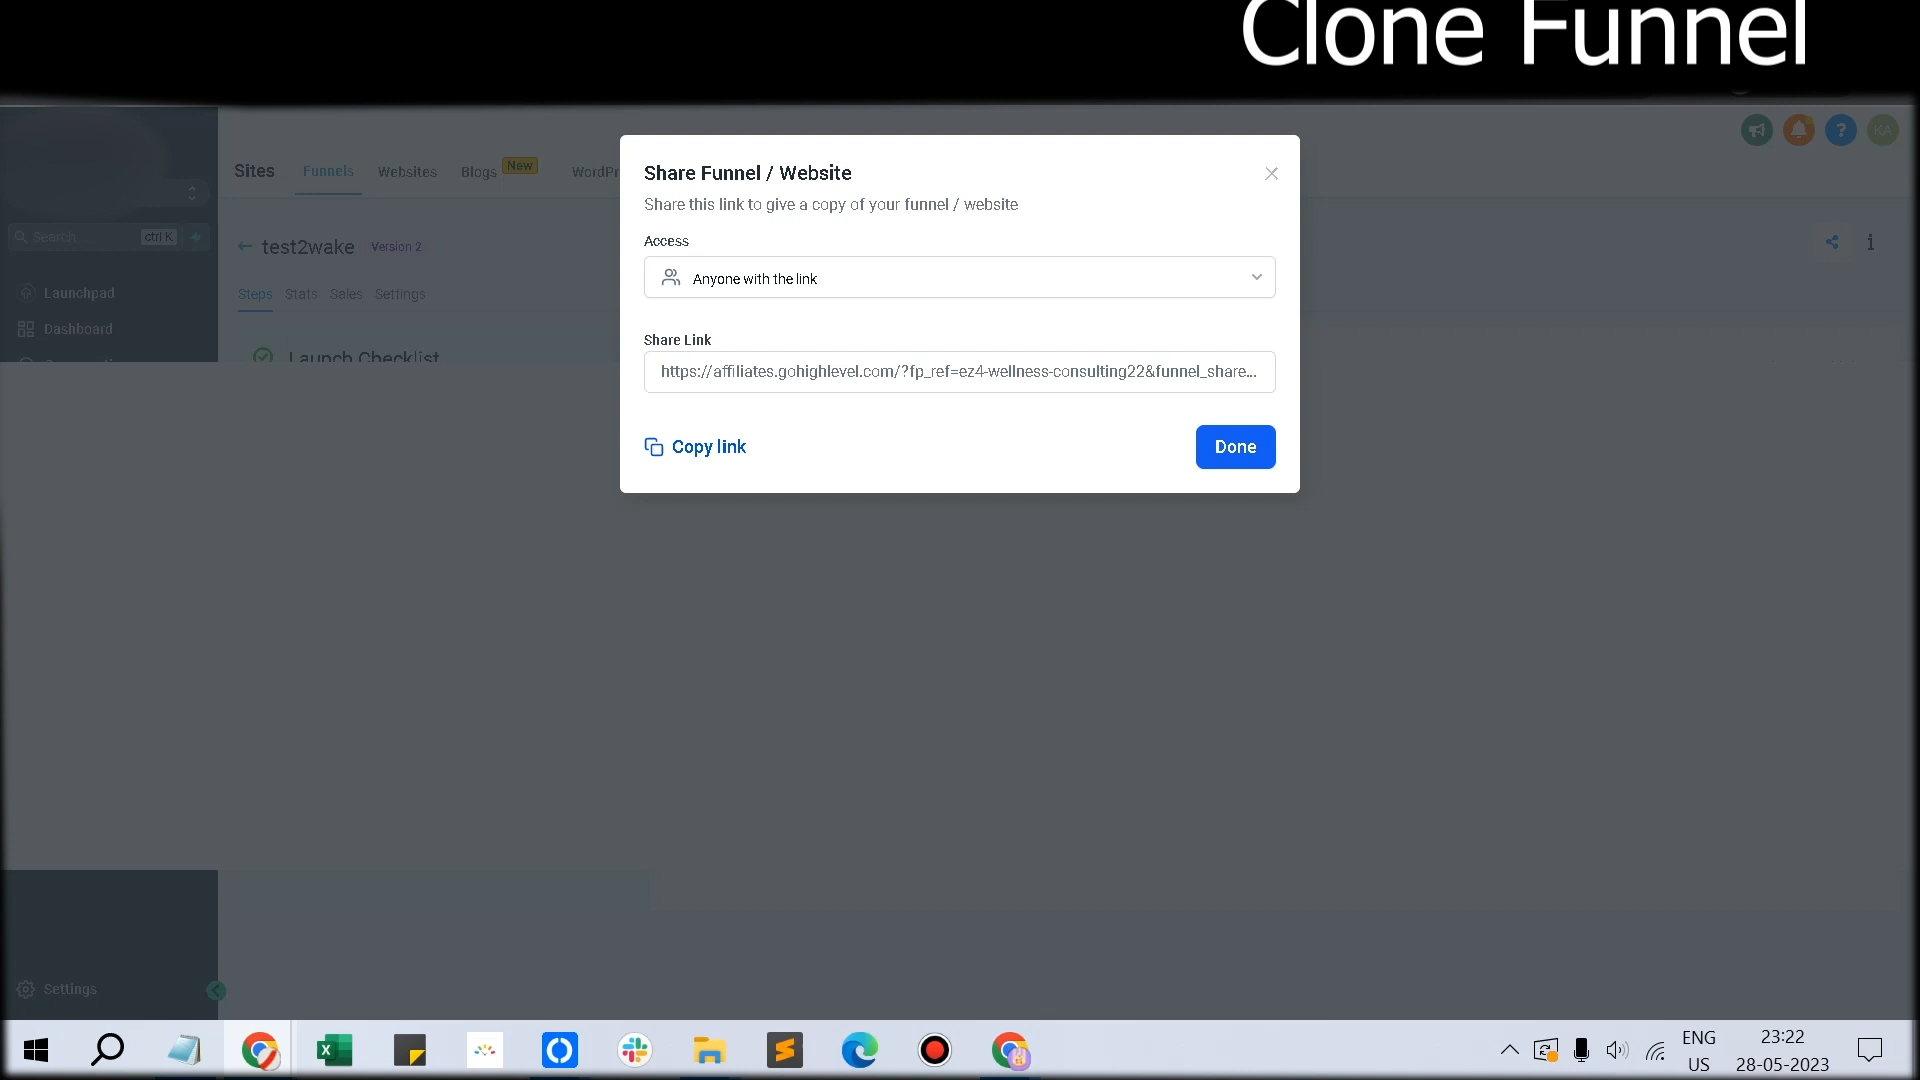 Clone Funnel
KA
Sites
Funnels
Websites
Blogs
New
WordPr
Search
ctrl K
test2wake
Version 2
Launchpad
Steps
Stats
Sales
Settings
Dashboard
Launch Checklist
Share Funnel / Website
Share this link to give a copy of your funnel / website
Access
Anyone with the link
Share Link
https://affiliates.gohighlevel.com/?fp_ref=ez4-wellness-consulting22&funnel_share...
Copy link
Done
Settings
ENG
US
23:22
28-05-2023